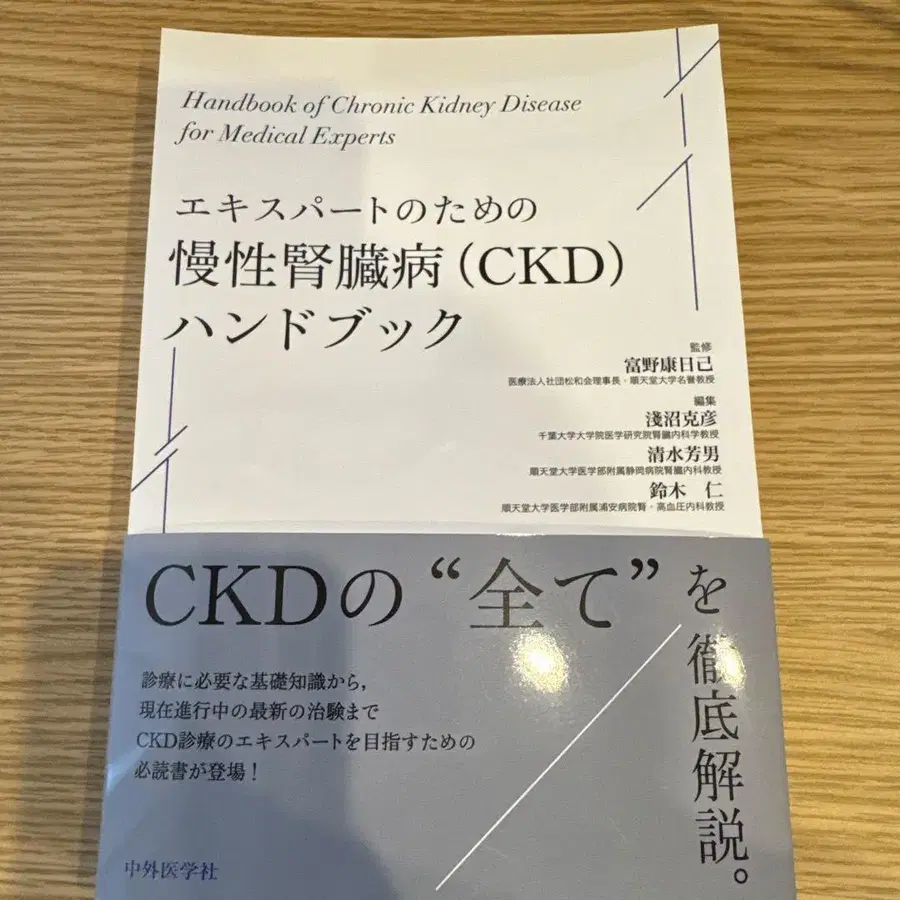 Handbook of Chronic Kidney Disease
for Medical Experts
エキスパートのための
慢性腎臓病(CKD)
ハンドブック
監修
富野康日己
医療法人社団松和会理事長・順天堂大学名誉教授
編集
淺沼克彦
千葉大学大学院医学研究院腎臓内科学教授
清水芳男
順天堂大学医学部附属静岡病院腎臓内科教授
鈴木 仁
順天堂大学医学部附属浦安病院腎・高血圧内科教授
CKDの“全て”を徹底解説。
診療に必要な基礎知識から,
現在進行中の最新の治験まで
CKD診療のエキスパートを目指すための
必読書が登場!
中外医学社